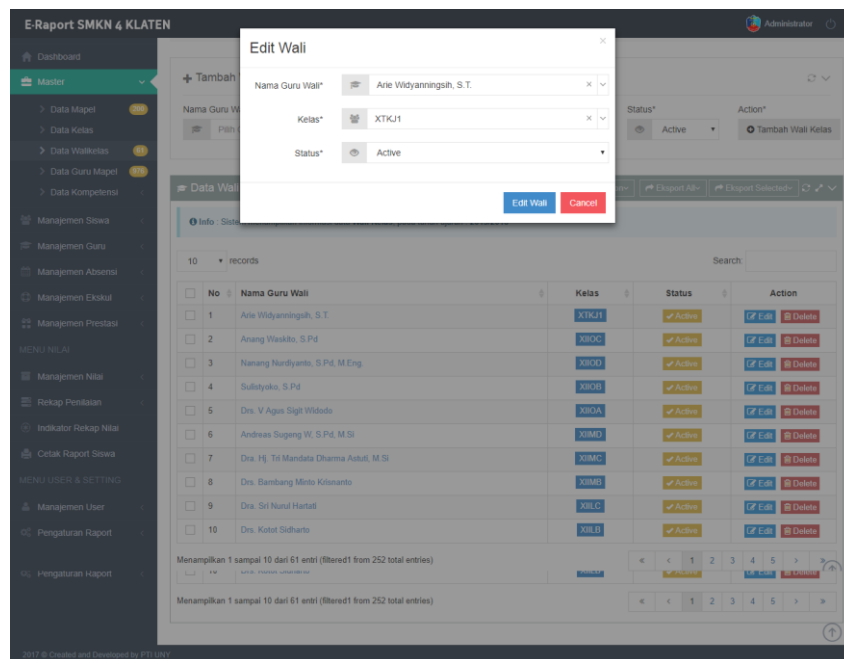 E-Raport SMKN 4 KLATEN
Administrator
Dashboard
Master
Data Mapel
Data Kelas
Data Walikelas 61
Data Guru Mapel
Data Kompetensi
Manajemen Siswa
Manajemen Guru
Manajemen Absensi
Manajemen Ekskul
Manajemen Prestasi
MENU NILAI
Manajemen Nilai
Rekap Penilaian
Indikator Rekap Nilai
Cetak Raport Siswa
MENU USER & SETTING
Manajemen User
Pengaturan Raport
Pengaturan Raport
2017 © Created and Developed by PTI UNY
Edit Wali ×
Nama Guru Wali* Arie Widyanningsih, S.T. ×
Kelas* XTKJ1 ×
Status* Active
Edit Wali Cancel
Tambah
Nama Guru W Status* Action*
Pilih Active Tambah Wali Kelas
Data Wali Eksport All Eksport Selected
Info : Sist
10 records Search:
No Nama Guru Wali Kelas Status Action
1 Arie Widyanningsih, S.T. XTKJ1 Active Edit Delete
2 Anang Waskito, S.Pd XIIOC Active Edit Delete
3 Nanang Nurdiyanto, S.Pd, M.Eng XIIOD Active Edit Delete
4 Sulistyoko, S.Pd XIIOB Active Edit Delete
5 Drs. V Agus Sigit Widodo XIIOA Active Edit Delete
6 Andreas Sugeng W, S.Pd, M.SI XIIMD Active Edit Delete
7 Dra. Hj. Tri Mandata Dharma Astuti, M.Si XIIMC Active Edit Delete
8 Drs. Bambang Minto Krisnanto XIIMB Active Edit Delete
9 Dra. Sri Nurul Hartati XIILC Active Edit Delete
10 Drs. Kotot Sidharto XIILB Active Edit Delete
Menampilkan 1 sampai 10 dari 61 entri (filtered1 from 252 total entries) « < 1 2 3 4 5 > »
Menampilkan 1 sampai 10 dari 61 entri (filtered1 from 252 total entries) « < 1 2 3 4 5 > »